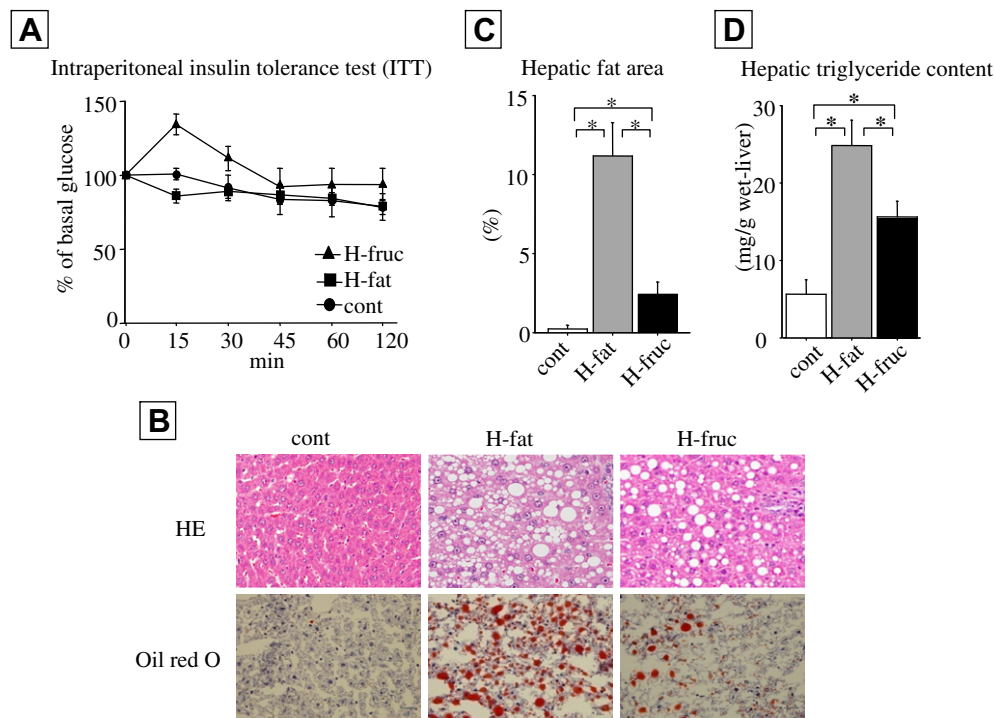 A
Intraperitoneal insulin tolerance test (ITT)
% of basal glucose
150
100
50
0
0 15 30 45 60 120
min
H-fruc
H-fat
cont
C
Hepatic fat area
(%)
15
10
5
0
* * *
cont H-fat H-fruc
D
Hepatic triglyceride content
(mg/g wet-liver)
30
20
10
0
* * *
cont H-fat H-fruc
B
cont H-fat H-fruc
HE
Oil red O